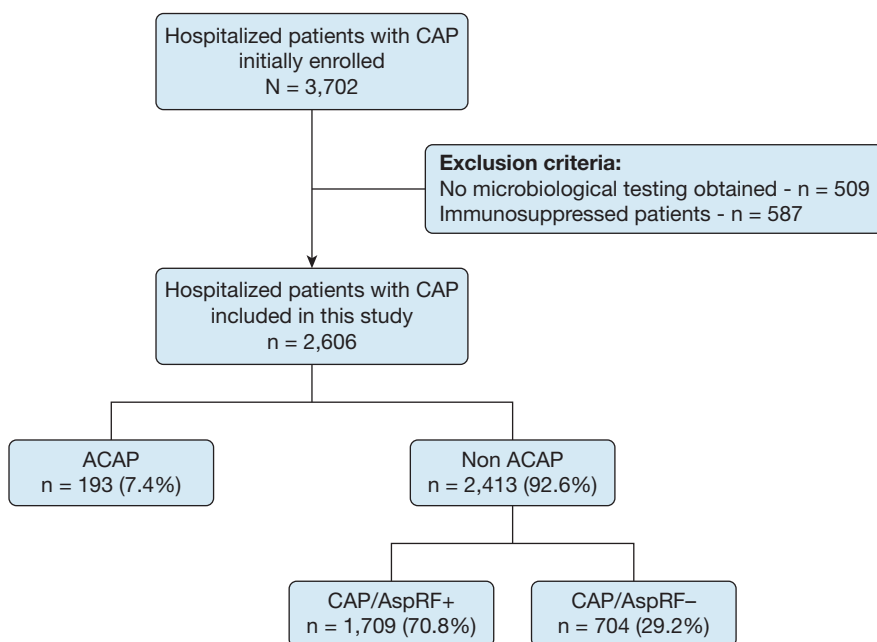 Hospitalized patients with CAP
initially enrolled
N = 3,702
Exclusion criteria:
No microbiological testing obtained - n = 509
Immunosuppressed patients - n = 587
Hospitalized patients with CAP
included in this study
n = 2,606
ACAP
n = 193 (7.4%)
Non ACAP
n = 2,413 (92.6%)
CAP/AspRF+
n = 1,709 (70.8%)
CAP/AspRF–
n = 704 (29.2%)